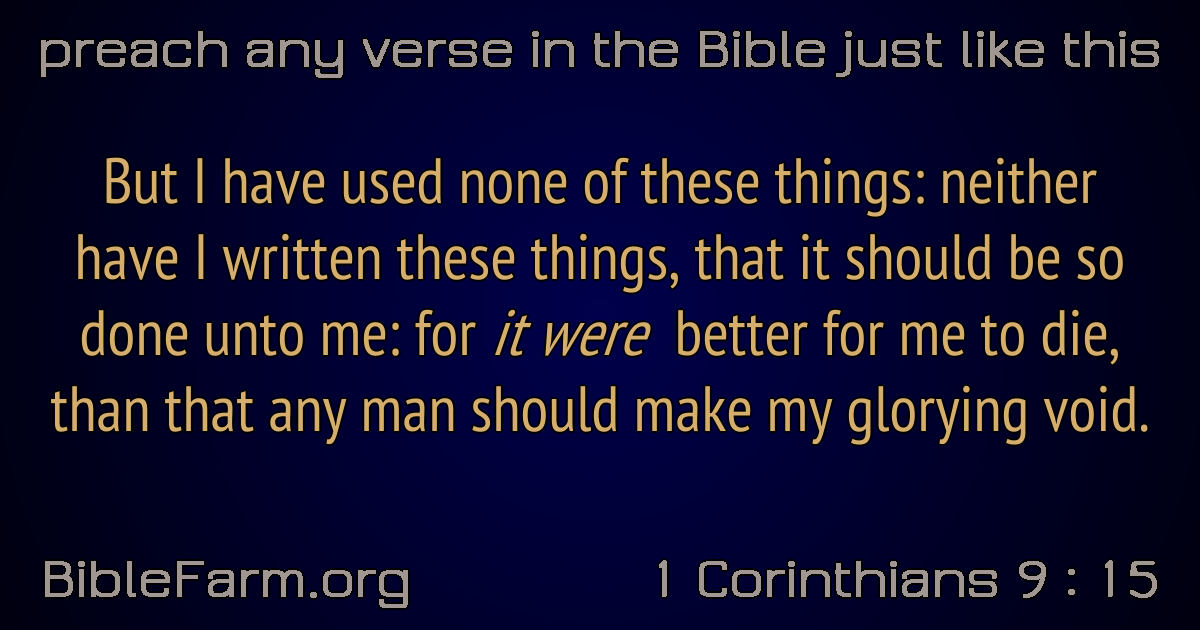 preach any verse in the Bible just like this
But I have used none of these things: neither
have I written these things, that it should be so
done unto me: for it were better for me to die,
than that any man should make my glorying void.
BibleFarm.org
1 Corinthians 9 : 15